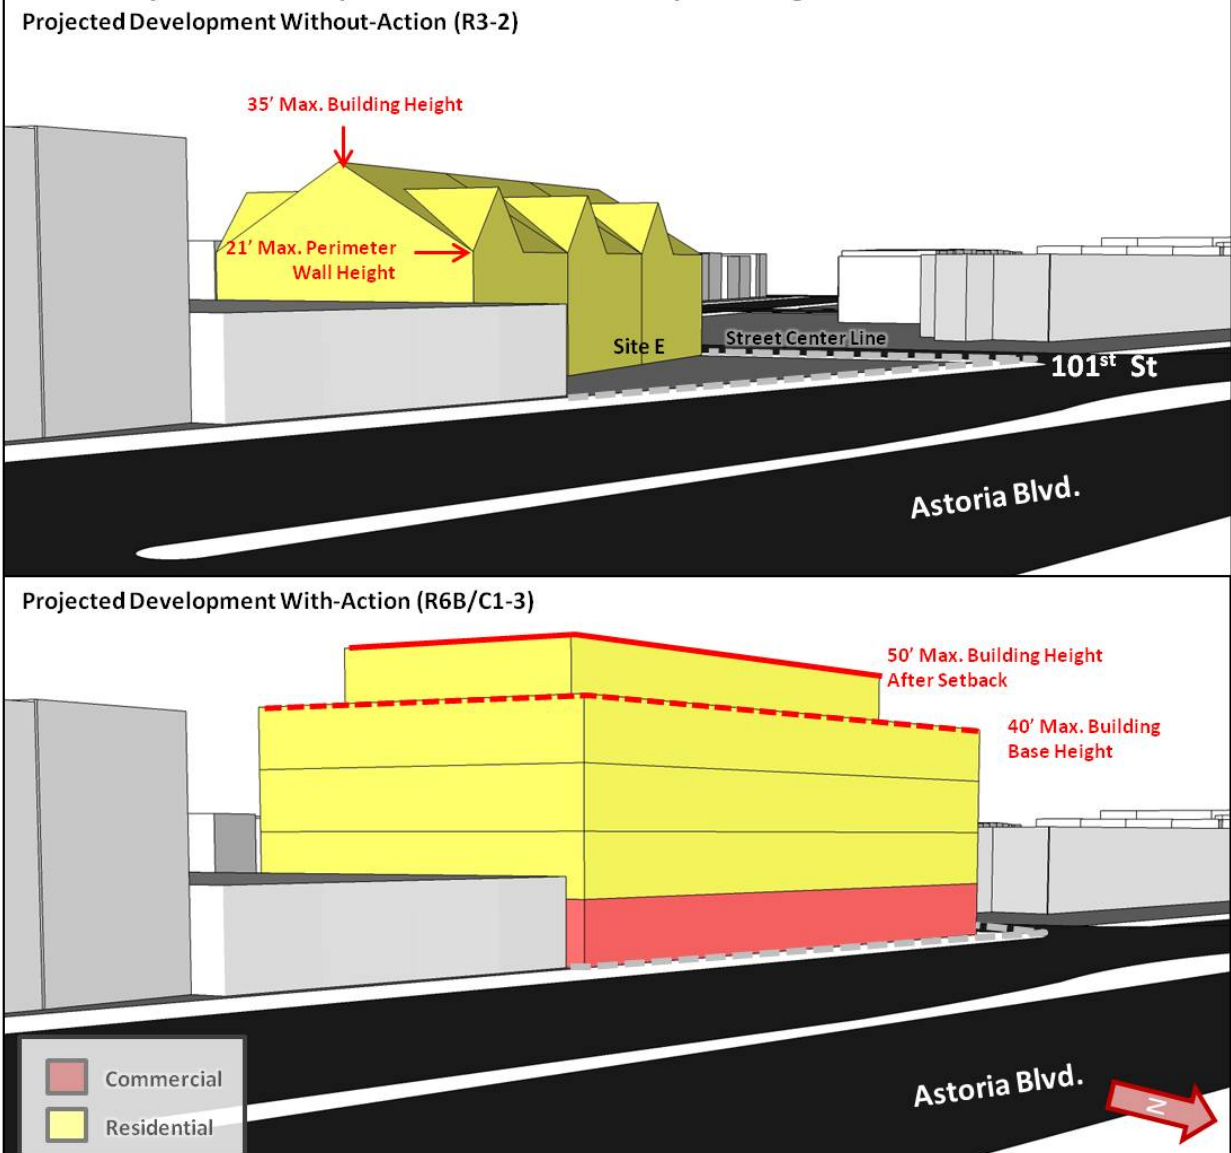 Projected Development Without-Action (R3-2)
35' Max. Building Height
21' Max. Perimeter
Wall Height
Site E
Street Center Line
101st St
Astoria Blvd.
Projected Development With-Action (R6B/C1-3)
50' Max. Building Height
After Setback
40' Max. Building
Base Height
Commercial
Residential
Astoria Blvd.
N